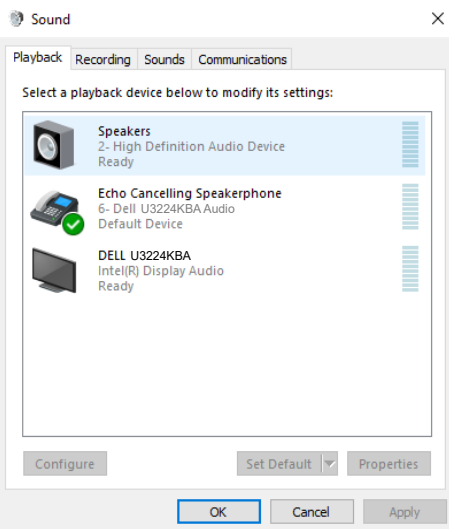 Sound
Playback Recording Sounds Communications
Select a playback device below to modify its settings:
Speakers
2- High Definition Audio Device
Ready
Echo Cancelling Speakerphone
6- Dell U3224KBA Audio
Default Device
DELL U3224KBA
Intel(R) Display Audio
Ready
Configure Set Default Properties
OK Cancel Apply